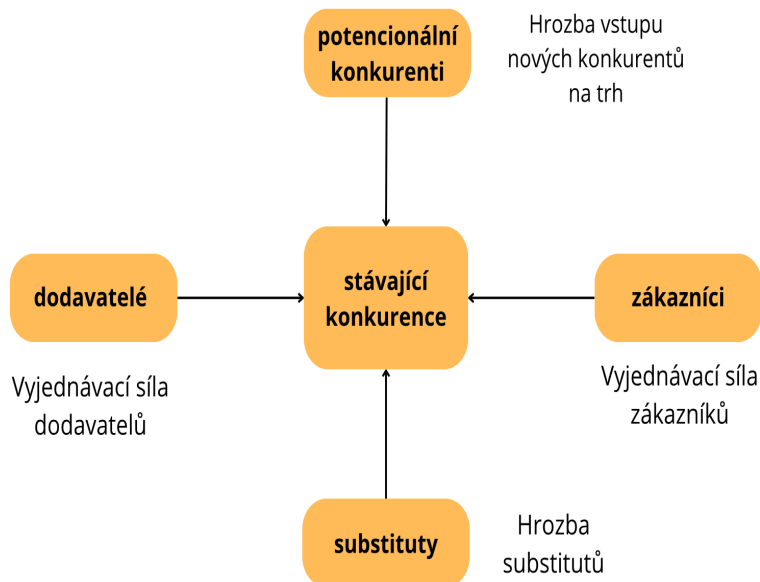 potencionální
konkurenti
Hrozba vstupu
nových konkurentů
na trh
dodavatelé
stávající
konkurence
zákazníci
Vyjednávací síla
dodavatelů
Vyjednávací síla
zákazníků
substituty
Hrozba
substitutů